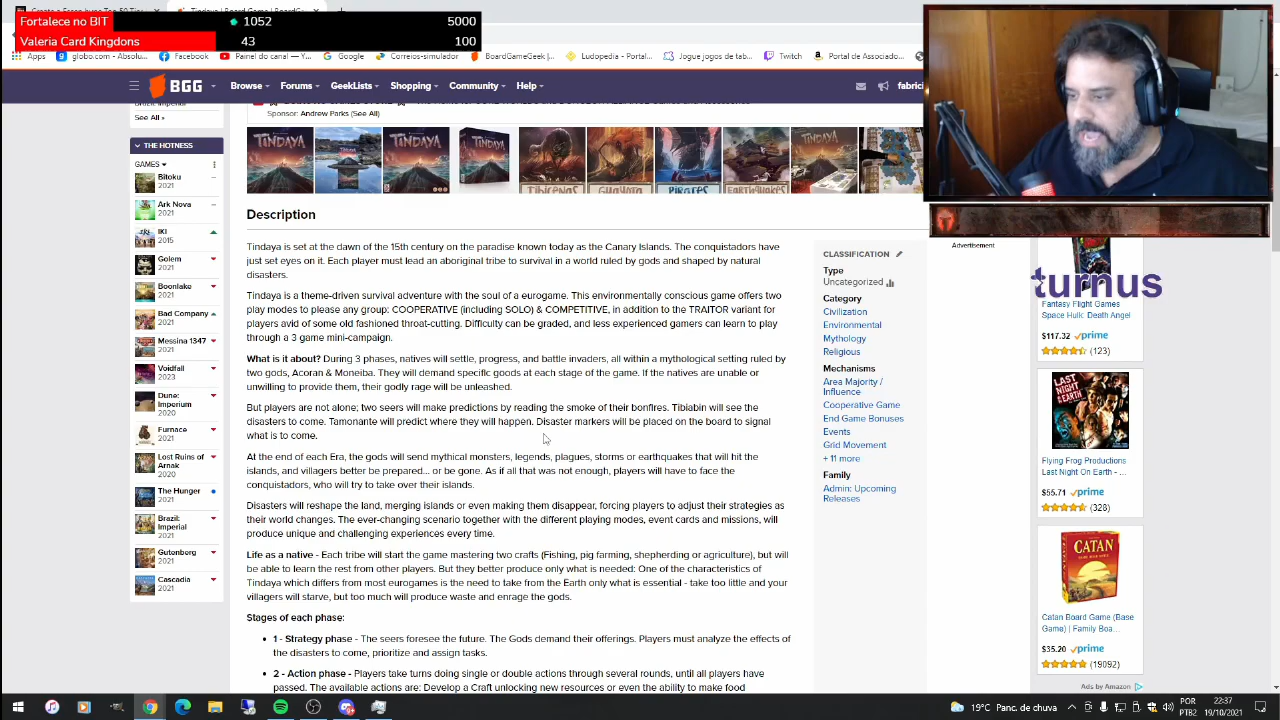 Fortalece no BIT 1052 5000
Valeria Card Kingdons 43 100
Apps globo.com - Absolu... Facebook Painel do canal — Y... Google Correios-simulador BoardGameGeek |... Ludopedia - Portal... Jogue jogos de tab... Twitch Portal de Associado...
BGG Browse Forums GeekLists Shopping Community Help fabrici
See All »
Sponsor: Andrew Parks (See All)
THE HOTNESS
GAMES
Bitoku
2021
Ark Nova
2021
IKI
2015
Golem
2021
Boonlake
2021
Bad Company
2021
Messina 1347
2021
Voidfall
2023
Dune:
Imperium
2020
Furnace
2021
Lost Ruins of
Arnak
2020
The Hunger
2021
Brazil:
Imperial
2021
Gutenberg
2021
Cascadia
2021
TINDAYA TINDAYA TINDAYA TIBICENAS GUAYOTA PIRATES EARTHQUAKES TINDAYA
Description
Tindaya is set at the dawn of the 15th century on the paradise known today as the Canary Islands. The conquistadors have
just set eyes on it. Each player must lead an aboriginal tribe to survival in a world ruled by gods and shaped by natural
disasters.
Tindaya is a theme-driven survival adventure with the soul of a eurogame. This environmentally conscious game offers two
play modes to please any group: COOPERATIVE (including SOLO) & COMPETITIVE, in addition to the TRAITOR variant for
players avid of some old fashioned throat-cutting. Difficulty can be graded, and less experienced gamers can learn to play
through a 3 game mini-campaign.
What is it about? During 3 phases, natives will settle, progress, and battle invaders, all within a mythological setting ruled by
two gods, Acoran & Moneiba. They will demand specific goods at each stage of the game. If the natives are unable or
unwilling to provide them, their godly rage will be unleashed.
But players are not alone; two seers will make predictions by reading the smoke of their bonfires. Tibiabin will see the
disasters to come. Tamonante will predict where they will happen. Disaster markers will be placed on the board to signal
what is to come.
At the end of each Era, the gods will send mythical monsters, legends, plagues, storms or earthquakes that will hit the
islands, and villagers better be prepared... or be gone. As if all that was not enough, players will have to face the
conquistadors, who will try to take over their islands.
Disasters will reshape the land, merging islands or even making them disappear, forcing players to adjust their strategies as
their world changes. The ever-changing scenario together with the different playing modes, event cards and missions, will
produce unique and challenging experiences every time.
Life as a native - Each tribe will start the game mastering two crafts (Fishing, pig farming, shepherding or agriculture), but will
be able to learn the rest from other players. But they better produce only what is needed: One of the characteristics of
Tindaya which differs from most eurogames is the need to take from the Earth only what is essential - take too little and your
villagers will starve, but too much will produce waste and enrage the gods.
Stages of each phase:
1 - Strategy phase - The seers foresee the future. The Gods demand their offerings. Players must analyze the effects of
the disasters to come, prioritize and assign tasks.
2 - Action phase - Players take turns doing single or double actions through several rounds, until all players have
passed. The available actions are: Develop a Craft unlocking new resources or even the ability to make food
CLASSIFICATION
Type
Uncategorized
Category
Civilization
Environmental
Mythology
Religious
Mechanisms
Area Majority /
Influence
Cooperative Game
End Game Bonuses
Events
Grid Movement
+ 11 more
Family
Admin: Upcoming
Releases
Advertisement
turnus
Fantasy Flight Games
Space Hulk: Death Angel
$117.32 prime
(123)
LAST NIGHT ON EARTH
Flying Frog Productions
Last Night On Earth - ...
$55.71 prime
(328)
CATAN
Catan Board Game (Base
Game) | Family Boa...
$35.20 prime
(19092)
Ads by Amazon
19°C POR 22:37
PTB2 19/10/2021